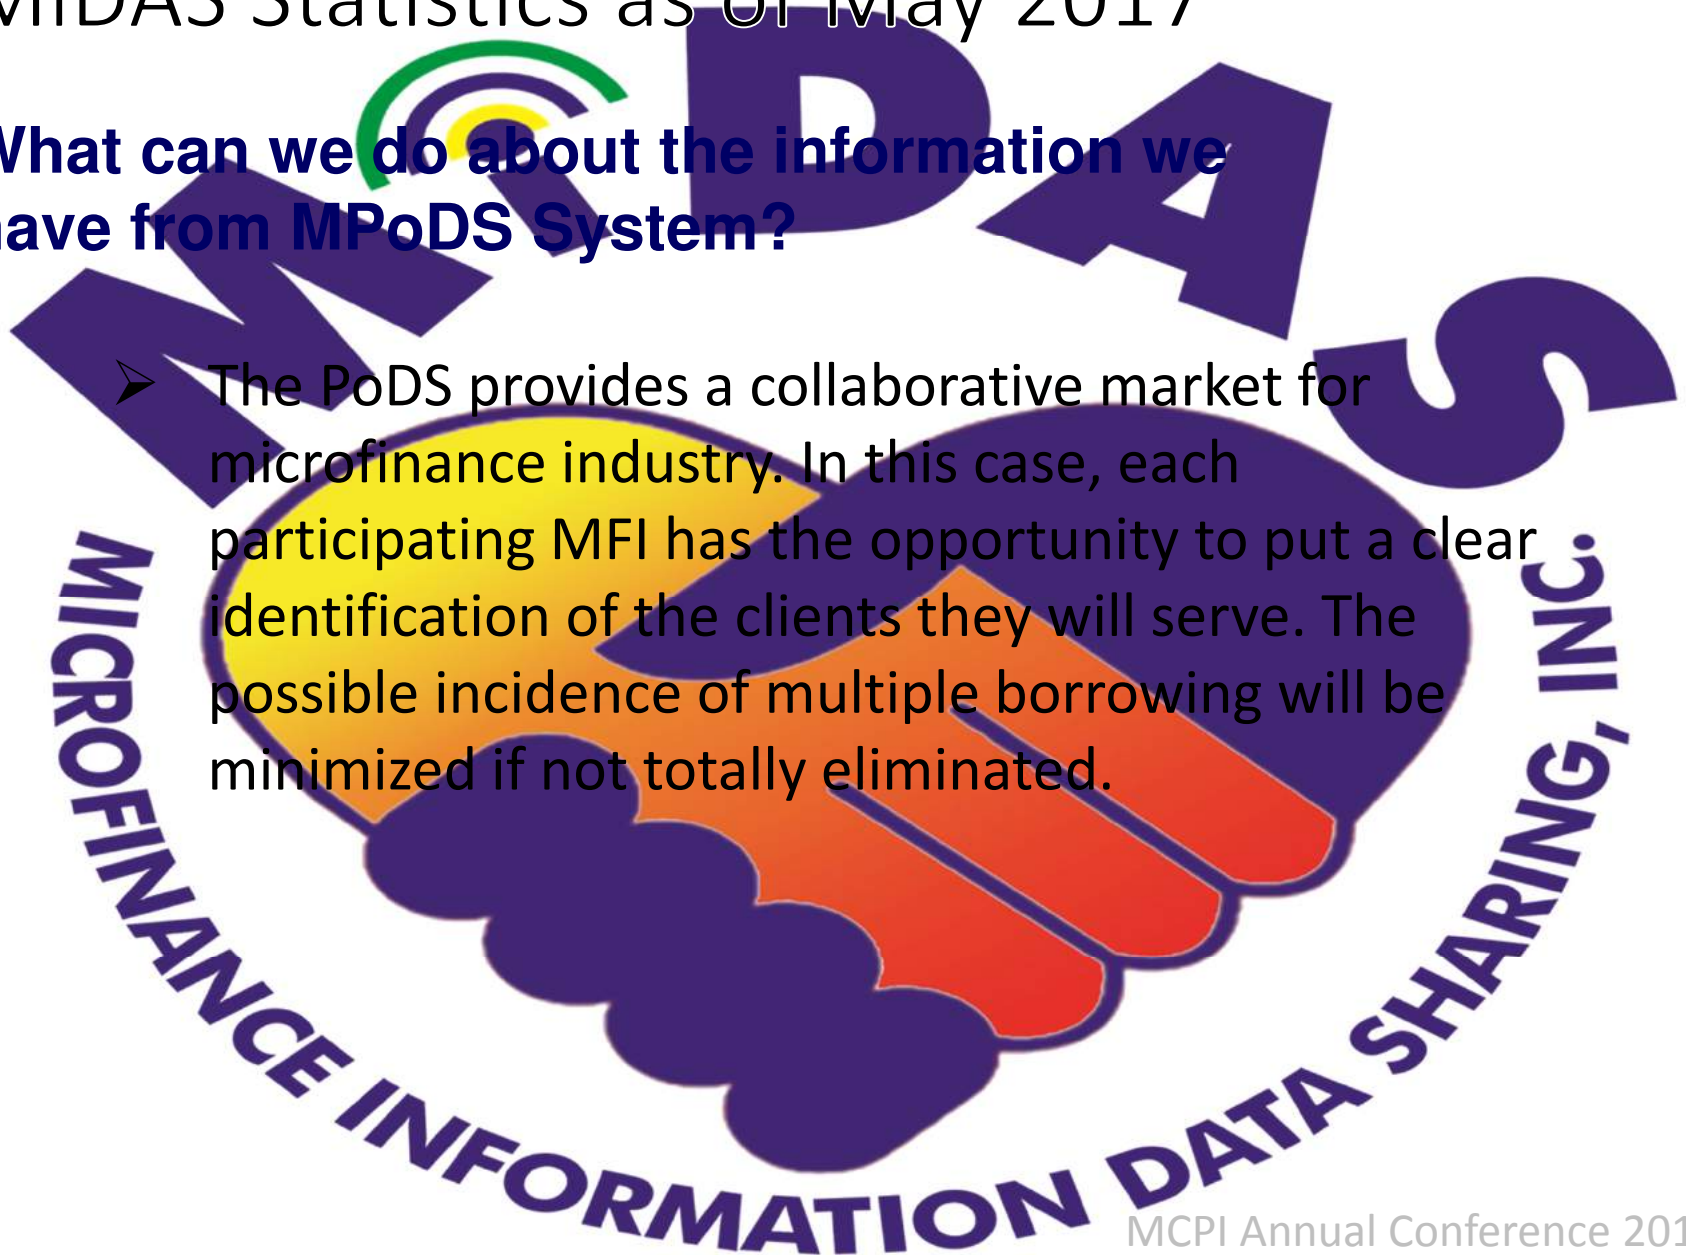 MIDAS Statistics as of May 2017
What can we do about the information we
have from MPoDS System?
➢ The PoDS provides a collaborative market for
microfinance industry. In this case, each
participating MFI has the opportunity to put a clear
identification of the clients they will serve. The
possible incidence of multiple borrowing will be
minimized if not totally eliminated.
MiDAS
MICROFINANCE INFORMATION DATA SHARING, INC.
MCPI Annual Conference 201